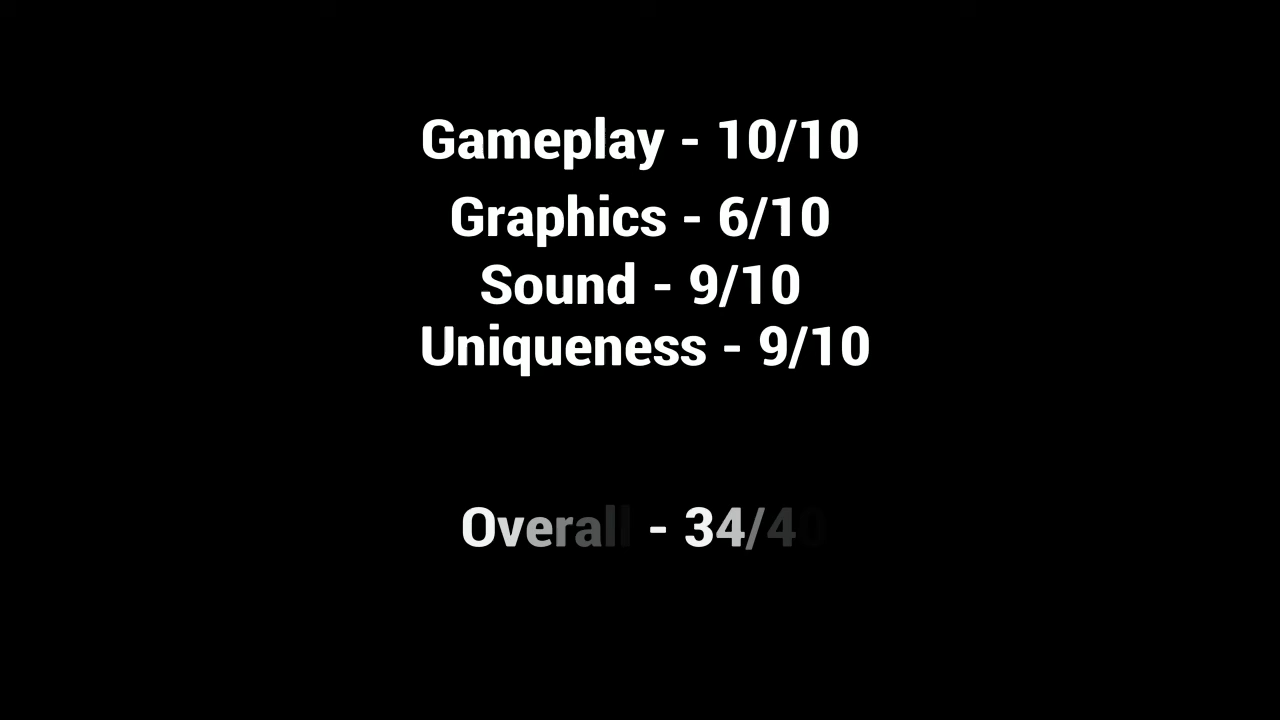 Gameplay - 10/10
Graphics - 6/10
Sound - 9/10
Uniqueness - 9/10
Overall - 34/40